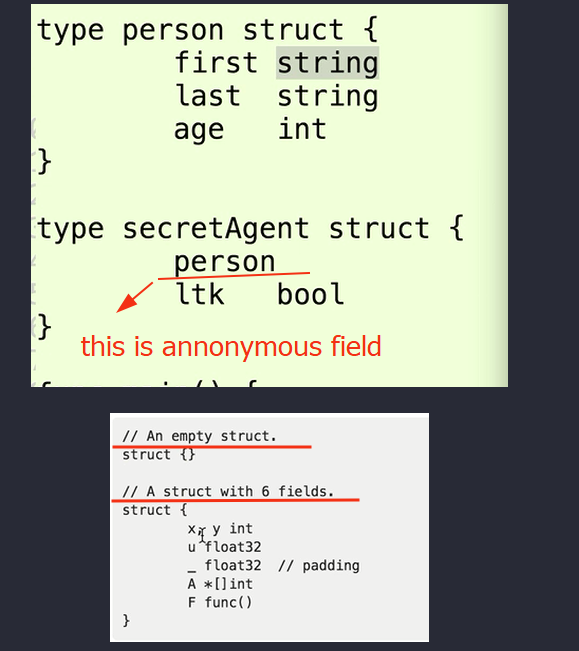 type person struct {
first string
last string
age int
}
type secretAgent struct {
person
ltk bool
}
this is annonymous field
// An empty struct.
struct {}
// A struct with 6 fields.
struct {
x, y int
u float32
_ float32 // padding
A *[]int
F func()
}